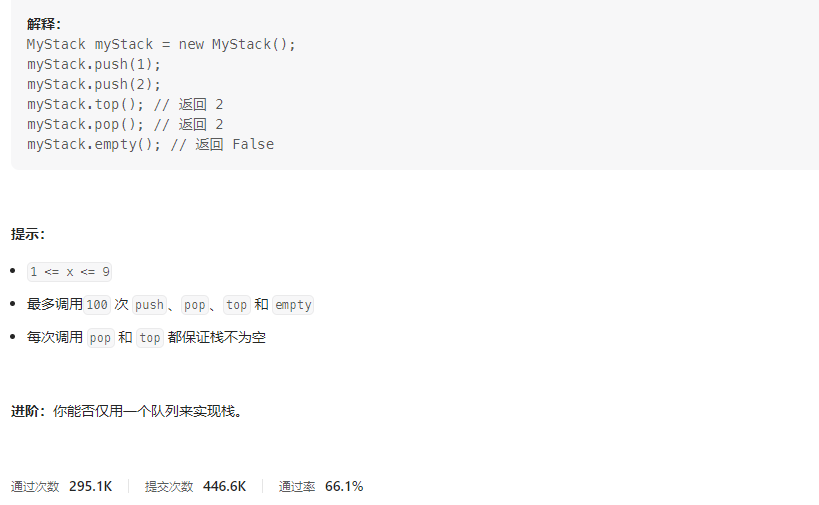 解释：
MyStack myStack = new MyStack();
myStack.push(1);
myStack.push(2);
myStack.top(); // 返回 2
myStack.pop(); // 返回 2
myStack.empty(); // 返回 False
提示：
1 <= x <= 9
最多调用100 次 push、pop、top 和 empty
每次调用 pop 和 top 都保证栈不为空
进阶：你能否仅用一个队列来实现栈。
通过次数 295.1K 提交次数 446.6K 通过率 66.1%